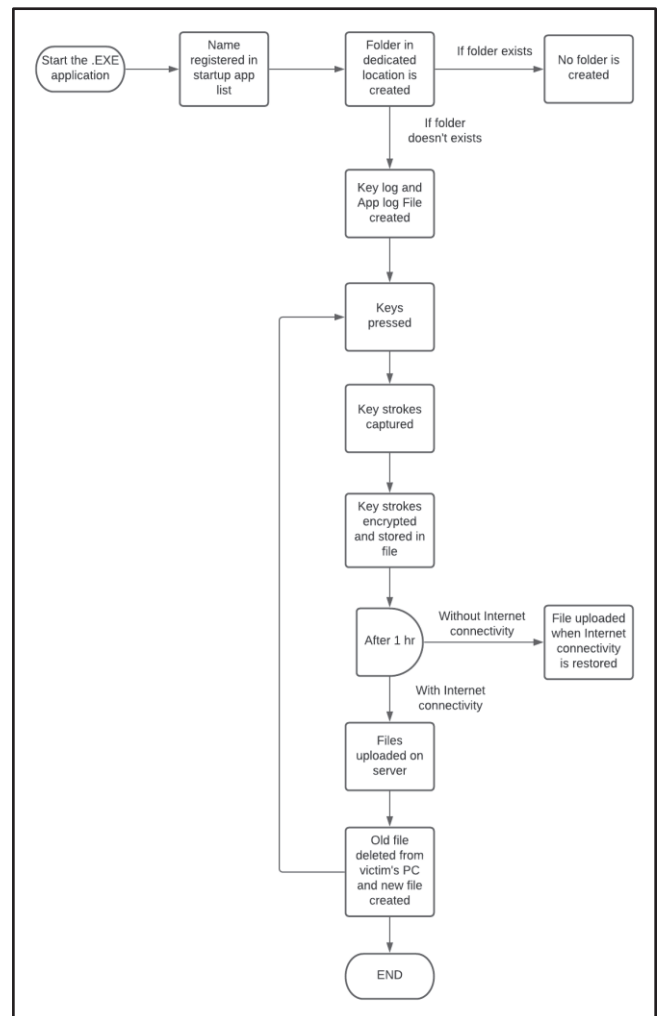 Start the .EXE
application
Name
registered in
startup app
list
Folder in
dedicated
location is
created
If folder exists
No folder is
created
If folder
doesn't exists
Key log and
App log File
created
Keys
pressed
Key strokes
captured
Key strokes
encrypted
and stored in
file
After 1 hr
Without Internet
connectivity
File uploaded
when Internet
connectivity
is restored
With Internet
connectivity
Files
uploaded on
server
Old file
deleted from
victim's PC
and new file
created
END